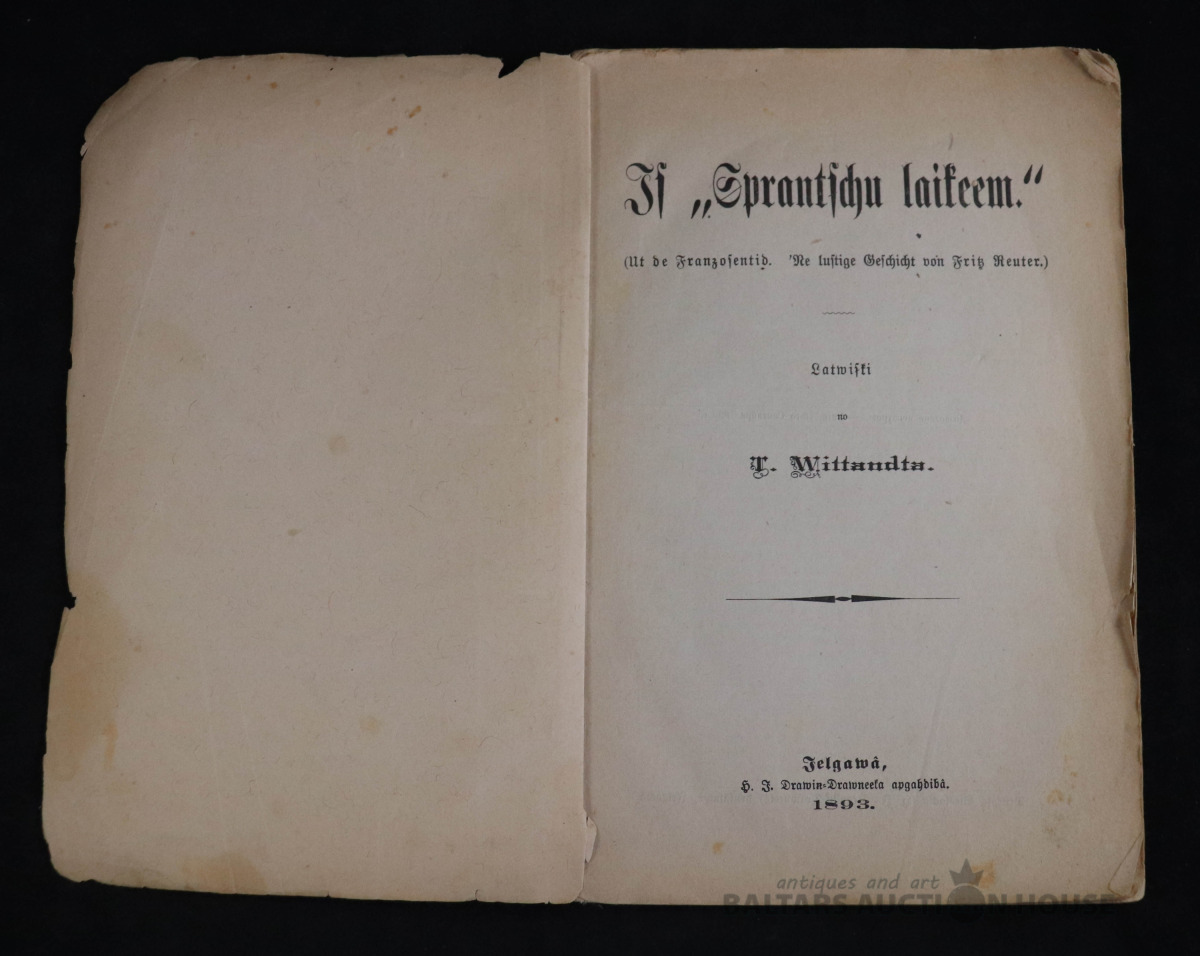 Iſ „Sprantſchu laikeem.“
(Ut de Franzoſentid. 'Ne luſtige Geſchicht von Fritz Reuter.)
Latwiſki
no
T. Wittandta.
Jelgawâ,
H. J. Drawin-Drawneeka apgahdibâ.
1893.
antiques and art
BALTARS AUCTION HOUSE